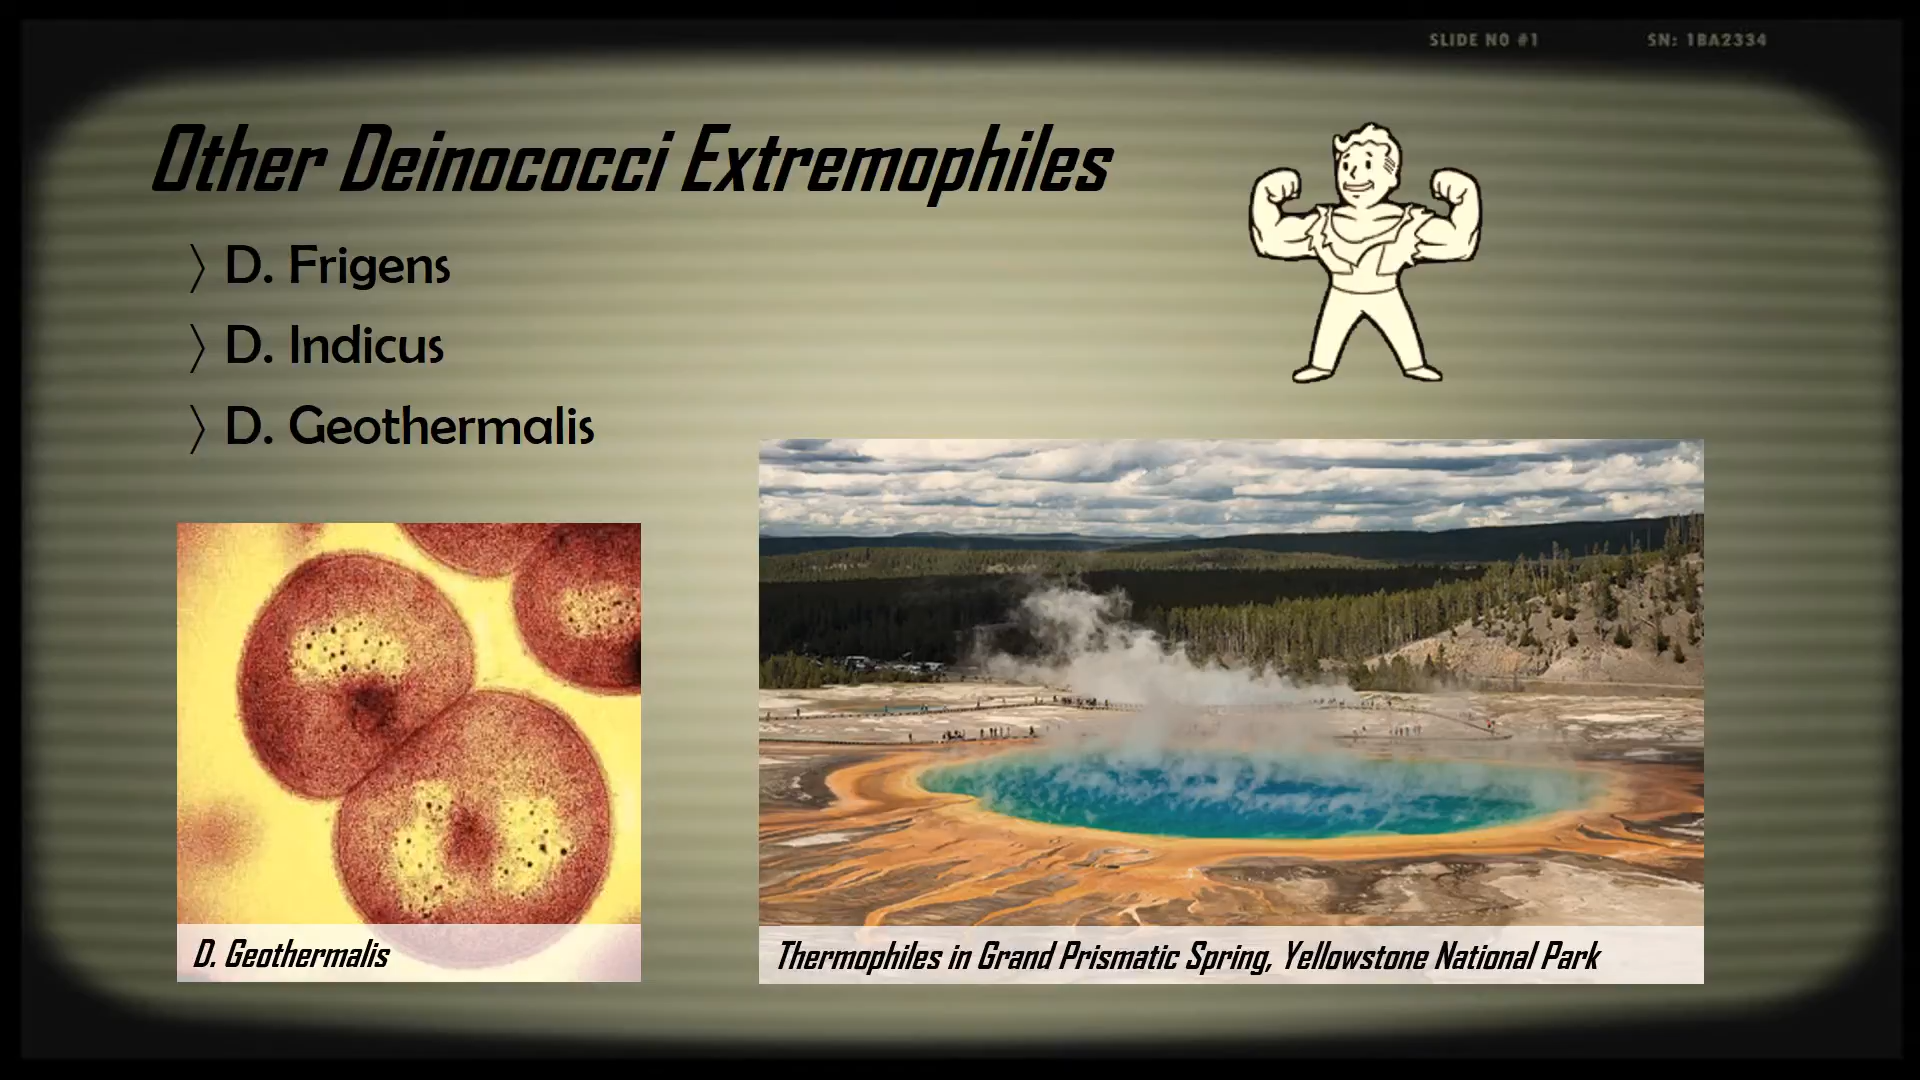 SLIDE NO #1 SN: 1BA2334
Other Deinococci Extremophiles
〉 D. Frigens
〉 D. Indicus
〉 D. Geothermalis
D. Geothermalis
Thermophiles in Grand Prismatic Spring, Yellowstone National Park